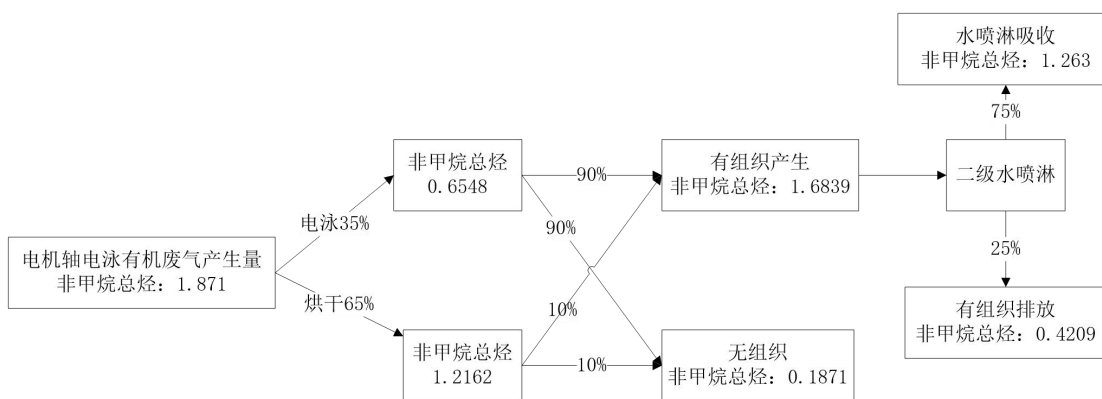 水喷淋吸收
非甲烷总烃：1.263
75%
非甲烷总烃
0.6548
90%
有组织产生
非甲烷总烃：1.6839
二级水喷淋
电泳35%
90%
电机轴电泳有机废气产生量
非甲烷总烃：1.871
25%
烘干65%
10%
有组织排放
非甲烷总烃：0.4209
非甲烷总烃
1.2162
10%
无组织
非甲烷总烃：0.1871